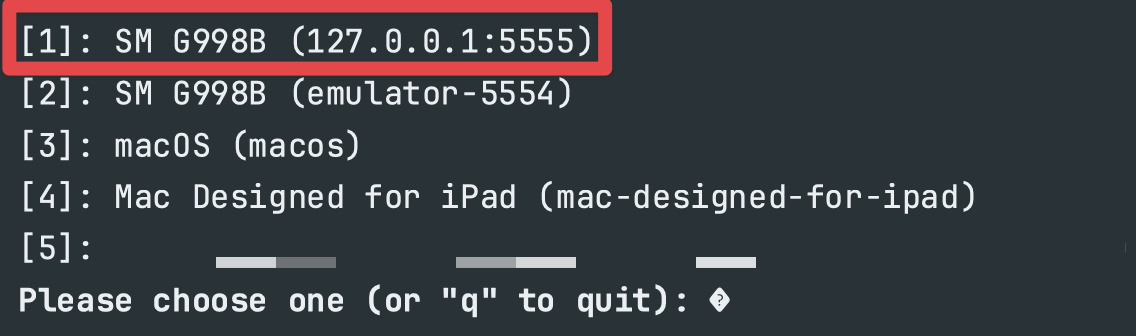 [1]: SM G998B (127.0.0.1:5555)
[2]: SM G998B (emulator-5554)
[3]: macOS (macos)
[4]: Mac Designed for iPad (mac-designed-for-ipad)
[5]:
Please choose one (or "q" to quit): �